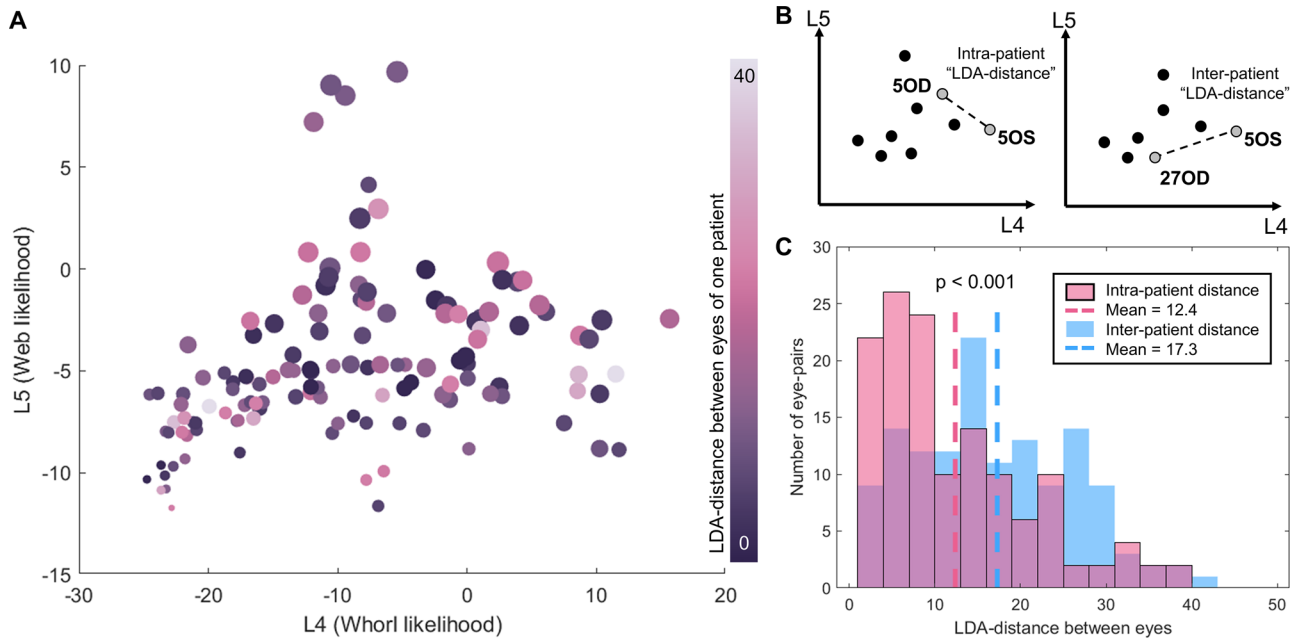 A
10
5
0
-5
-10
-15
-30
-20
-10
0
10
20
L5 (Web likelihood)
L4 (Whorl likelihood)
40
0
LDA-distance between eyes of one patient
B
L5
Intra-patient
“LDA-distance”
5OD
5OS
L4
L5
Inter-patient
“LDA-distance”
5OS
27OD
L4
C
30
25
20
15
10
5
0
0
10
20
30
40
50
Number of eye-pairs
LDA-distance between eyes
p < 0.001
Intra-patient distance
Mean = 12.4
Inter-patient distance
Mean = 17.3